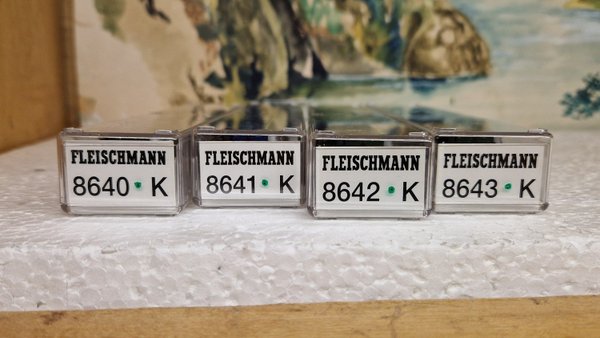 FLEISCHMANN
8640 • K
FLEISCHMANN
8641 • K
FLEISCHMANN
8642 • K
FLEISCHMANN
8643 • K